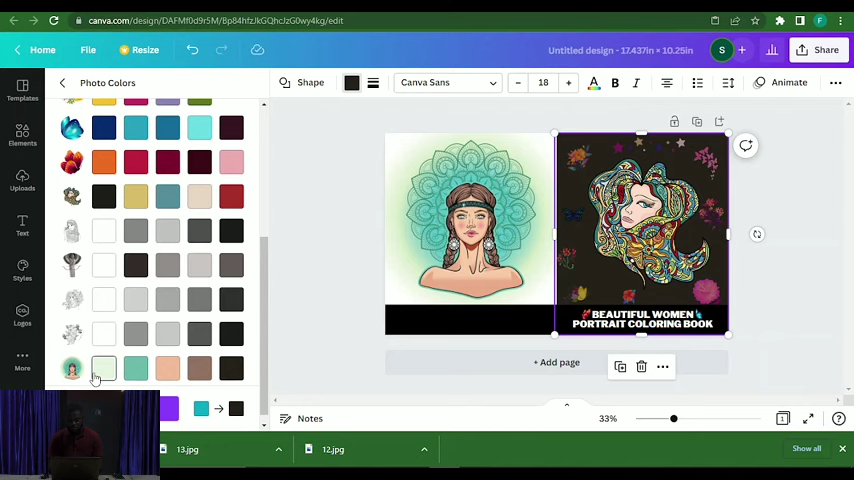 canva.com/design/DAFMf0d9r5M/Bp84hfzJkGQhcJzG0wy4kg/edit
F
Home
File
Resize
Untitled design - 17.437in × 10.25in
S
+
Share
Templates
Elements
Uploads
Text
Styles
Logos
More
Photo Colors
Shape
Canva Sans
– 18 +
A
B
I
Animate
BEAUTIFUL WOMEN
PORTRAIT COLORING BOOK
+ Add page
Notes
33%
1
13.jpg
12.jpg
Show all